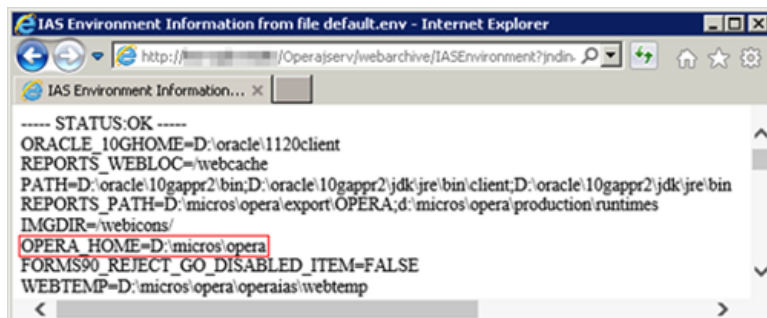 IAS Environment Information from file default.env - Internet Explorer
http:// /Operajserv/webarchive/IASEnvironment?jndin
IAS Environment Information...
----- STATUS:OK -----
ORACLE_10GHOME=D:\oracle\1120client
REPORTS_WEBLOC=/webcache
PATH=D:\oracle\10gappr2\bin;D:\oracle\10gappr2\jdk\jre\bin\client;D:\oracle\10gappr2\jdk\jre\bin
REPORTS_PATH=D:\micros\opera\export\OPERA;d:\micros\opera\production\runtimes
IMGDIR=/webicons/
OPERA_HOME=D:\micros\opera
FORMS90_REJECT_GO_DISABLED_ITEM=FALSE
WEBTEMP=D:\micros\opera\operaias\webtemp